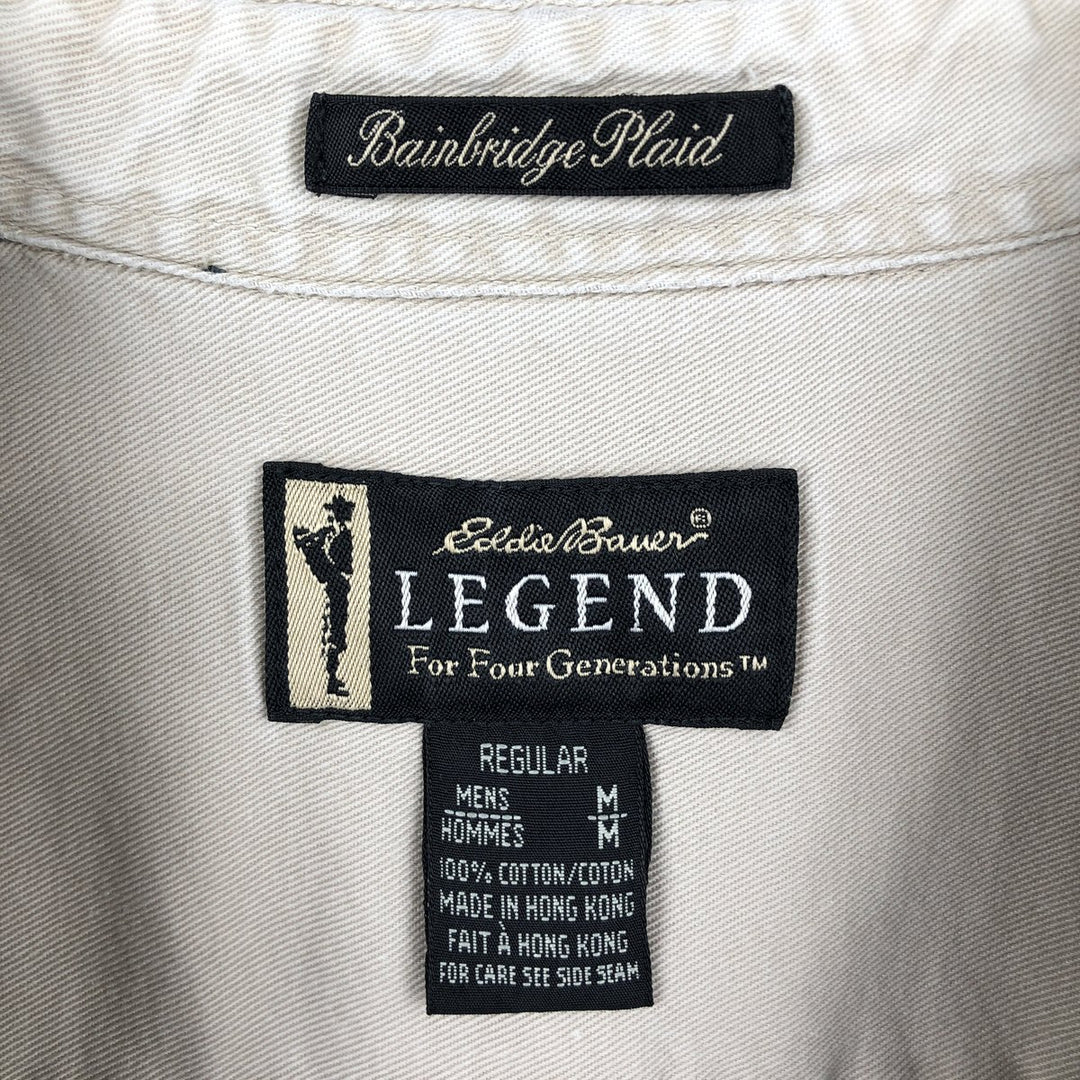 Bainbridge Plaid
Eddie Bauer®
LEGEND
For Four Generations™
REGULAR
MENS M
HOMMES M
100% COTTON/COTON
MADE IN HONG KONG
FAIT À HONG KONG
FOR CARE SEE SIDE SEAM